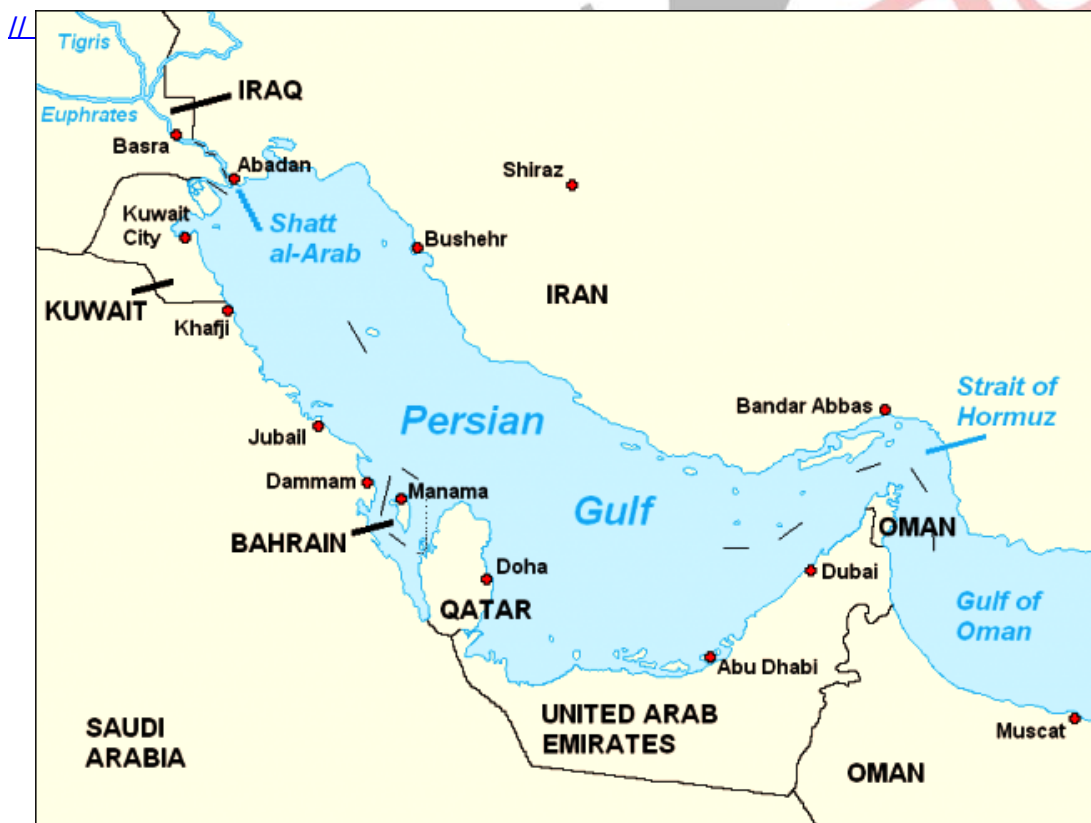 //
Tigris
IRAQ
Euphrates
Basra
Abadan
Shiraz
Kuwait
City
Shatt
al-Arab
Bushehr
IRAN
KUWAIT
Khafji
Strait of
Hormuz
Bandar Abbas
Persian
Jubail
Dammam
Manama
Gulf
OMAN
BAHRAIN
Doha
Dubai
QATAR
Gulf of
Oman
Abu Dhabi
UNITED ARAB
EMIRATES
SAUDI
ARABIA
Muscat
OMAN